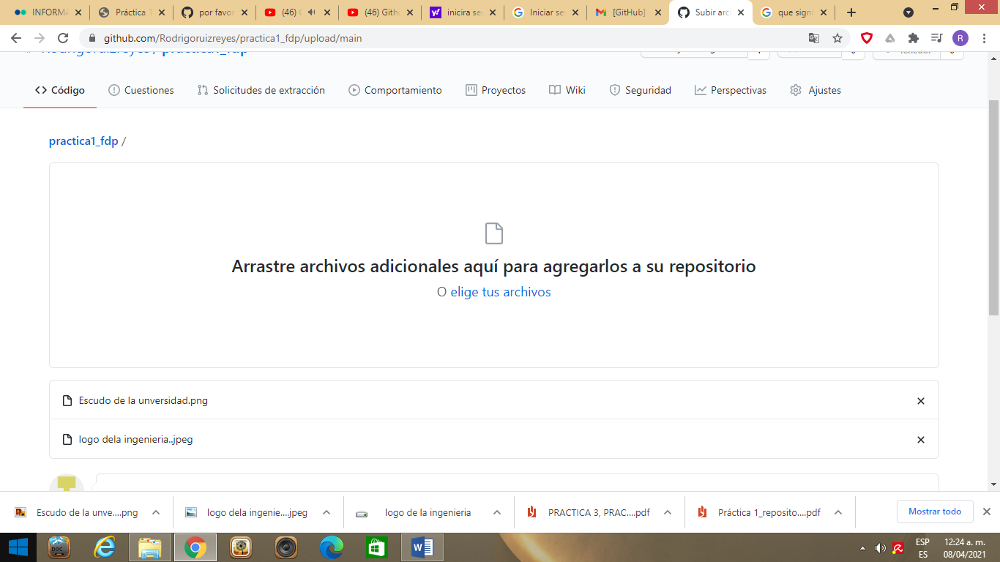 INFORMA
Práctica 1
por favor
(46) G
(46) Gith
inicira se
Iniciar se
[GitHub]
Subir arc
que signi
github.com/Rodrigoruizreyes/practica1_fdp/upload/main
R
Código
Cuestiones
Solicitudes de extracción
Comportamiento
Proyectos
Wiki
Seguridad
Perspectivas
Ajustes
practica1_fdp /
Arrastre archivos adicionales aquí para agregarlos a su repositorio
O elige tus archivos
Escudo de la unversidad.png
logo dela ingenieria..jpeg
Escudo de la unve....png
logo dela ingenie....jpeg
logo de la ingenieria
PRACTICA 3, PRAC....pdf
Práctica 1_reposito....pdf
Mostrar todo
DOC
ESP
12:24 a. m.
ES
08/04/2021